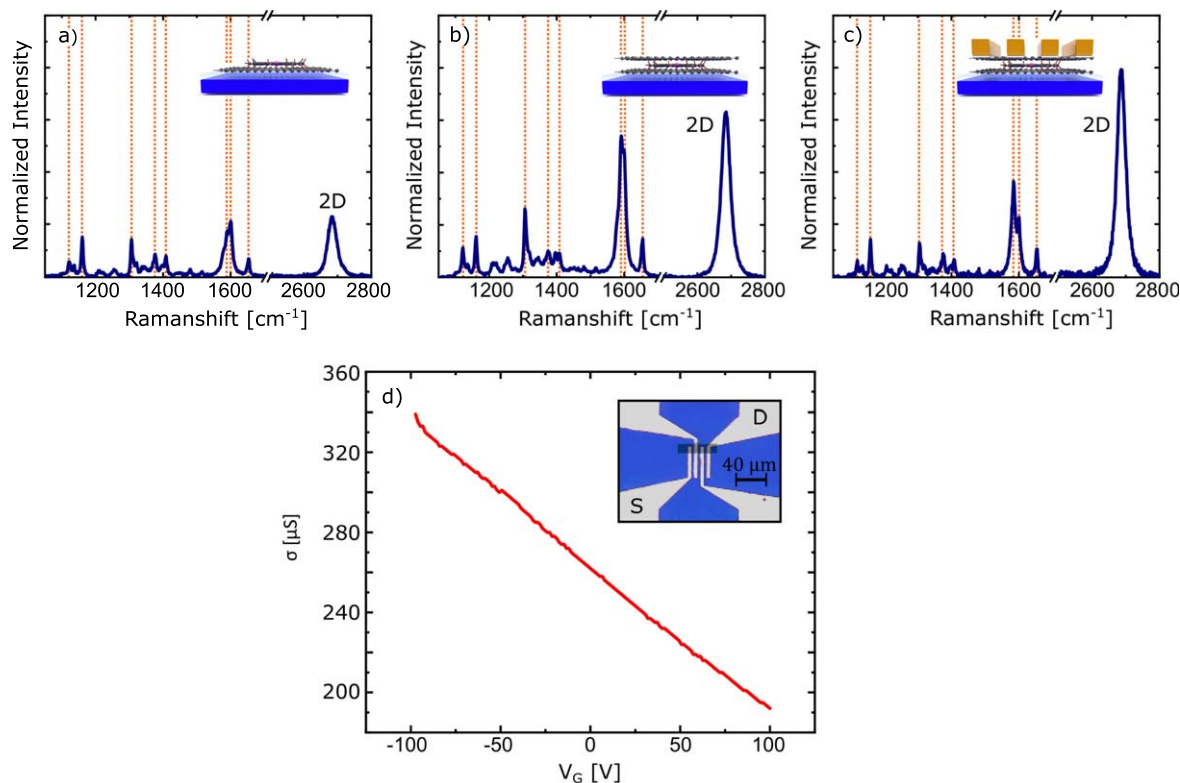 a)
Normalized Intensity
2D
1200 1400 1600 2600 2800
Ramanshift [cm-1]
b)
Normalized Intensity
2D
1200 1400 1600 2600 2800
Ramanshift [cm-1]
c)
Normalized Intensity
2D
1200 1400 1600 2600 2800
Ramanshift [cm-1]
d)
σ [µS]
360
320
280
240
200
D
40 µm
S
-100 -50 0 50 100
VG [V]